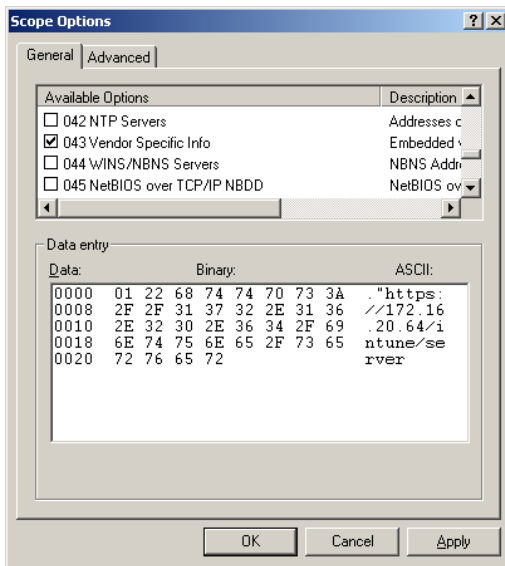 Scope Options
General Advanced
Available Options Description
042 NTP Servers Addresses o
043 Vendor Specific Info Embedded v
044 WINS/NBNS Servers NBNS Addr
045 NetBIOS over TCP/IP NBDD NetBIOS ov
Data entry
Data: Binary: ASCII:
0000 01 22 68 74 74 70 73 3A ."https:
0008 2F 2F 31 37 32 2E 31 36 //172.16
0010 2E 32 30 2E 36 34 2F 69 .20.64/i
0018 6E 74 75 6E 65 2F 73 65 ntune/se
0020 72 76 65 72 rver
OK Cancel Apply